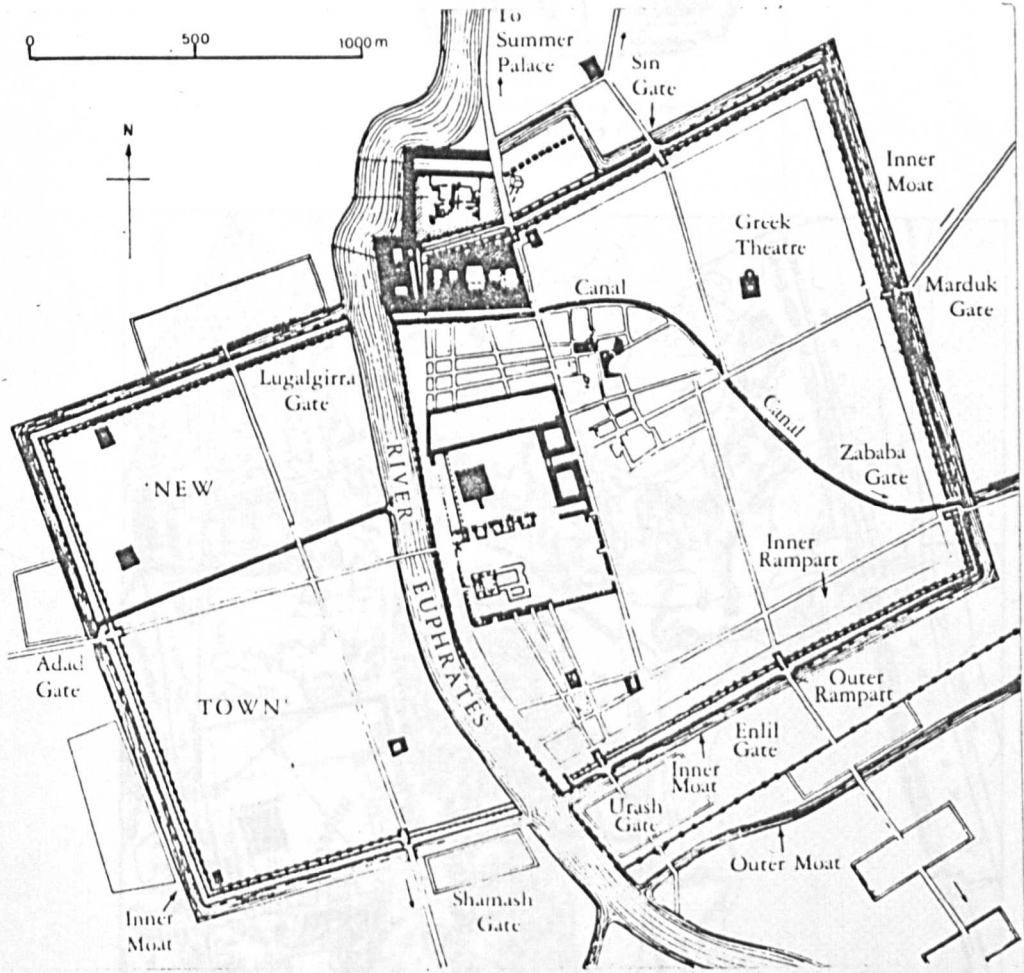 To
Summer
Palace
0 500 1000 m
Sin
Gate
N
Inner
Moat
Greek
Theatre
Marduk
Gate
Canal
Lugalgirra
Gate
Canal
Zababa
Gate
'NEW
RIVER EUPHRATES
Inner
Rampart
Adad
Gate
TOWN'
Outer
Rampart
Enlil
Gate
Inner
Moat
Urash
Gate
Outer Moat
Shamash
Gate
Inner
Moat